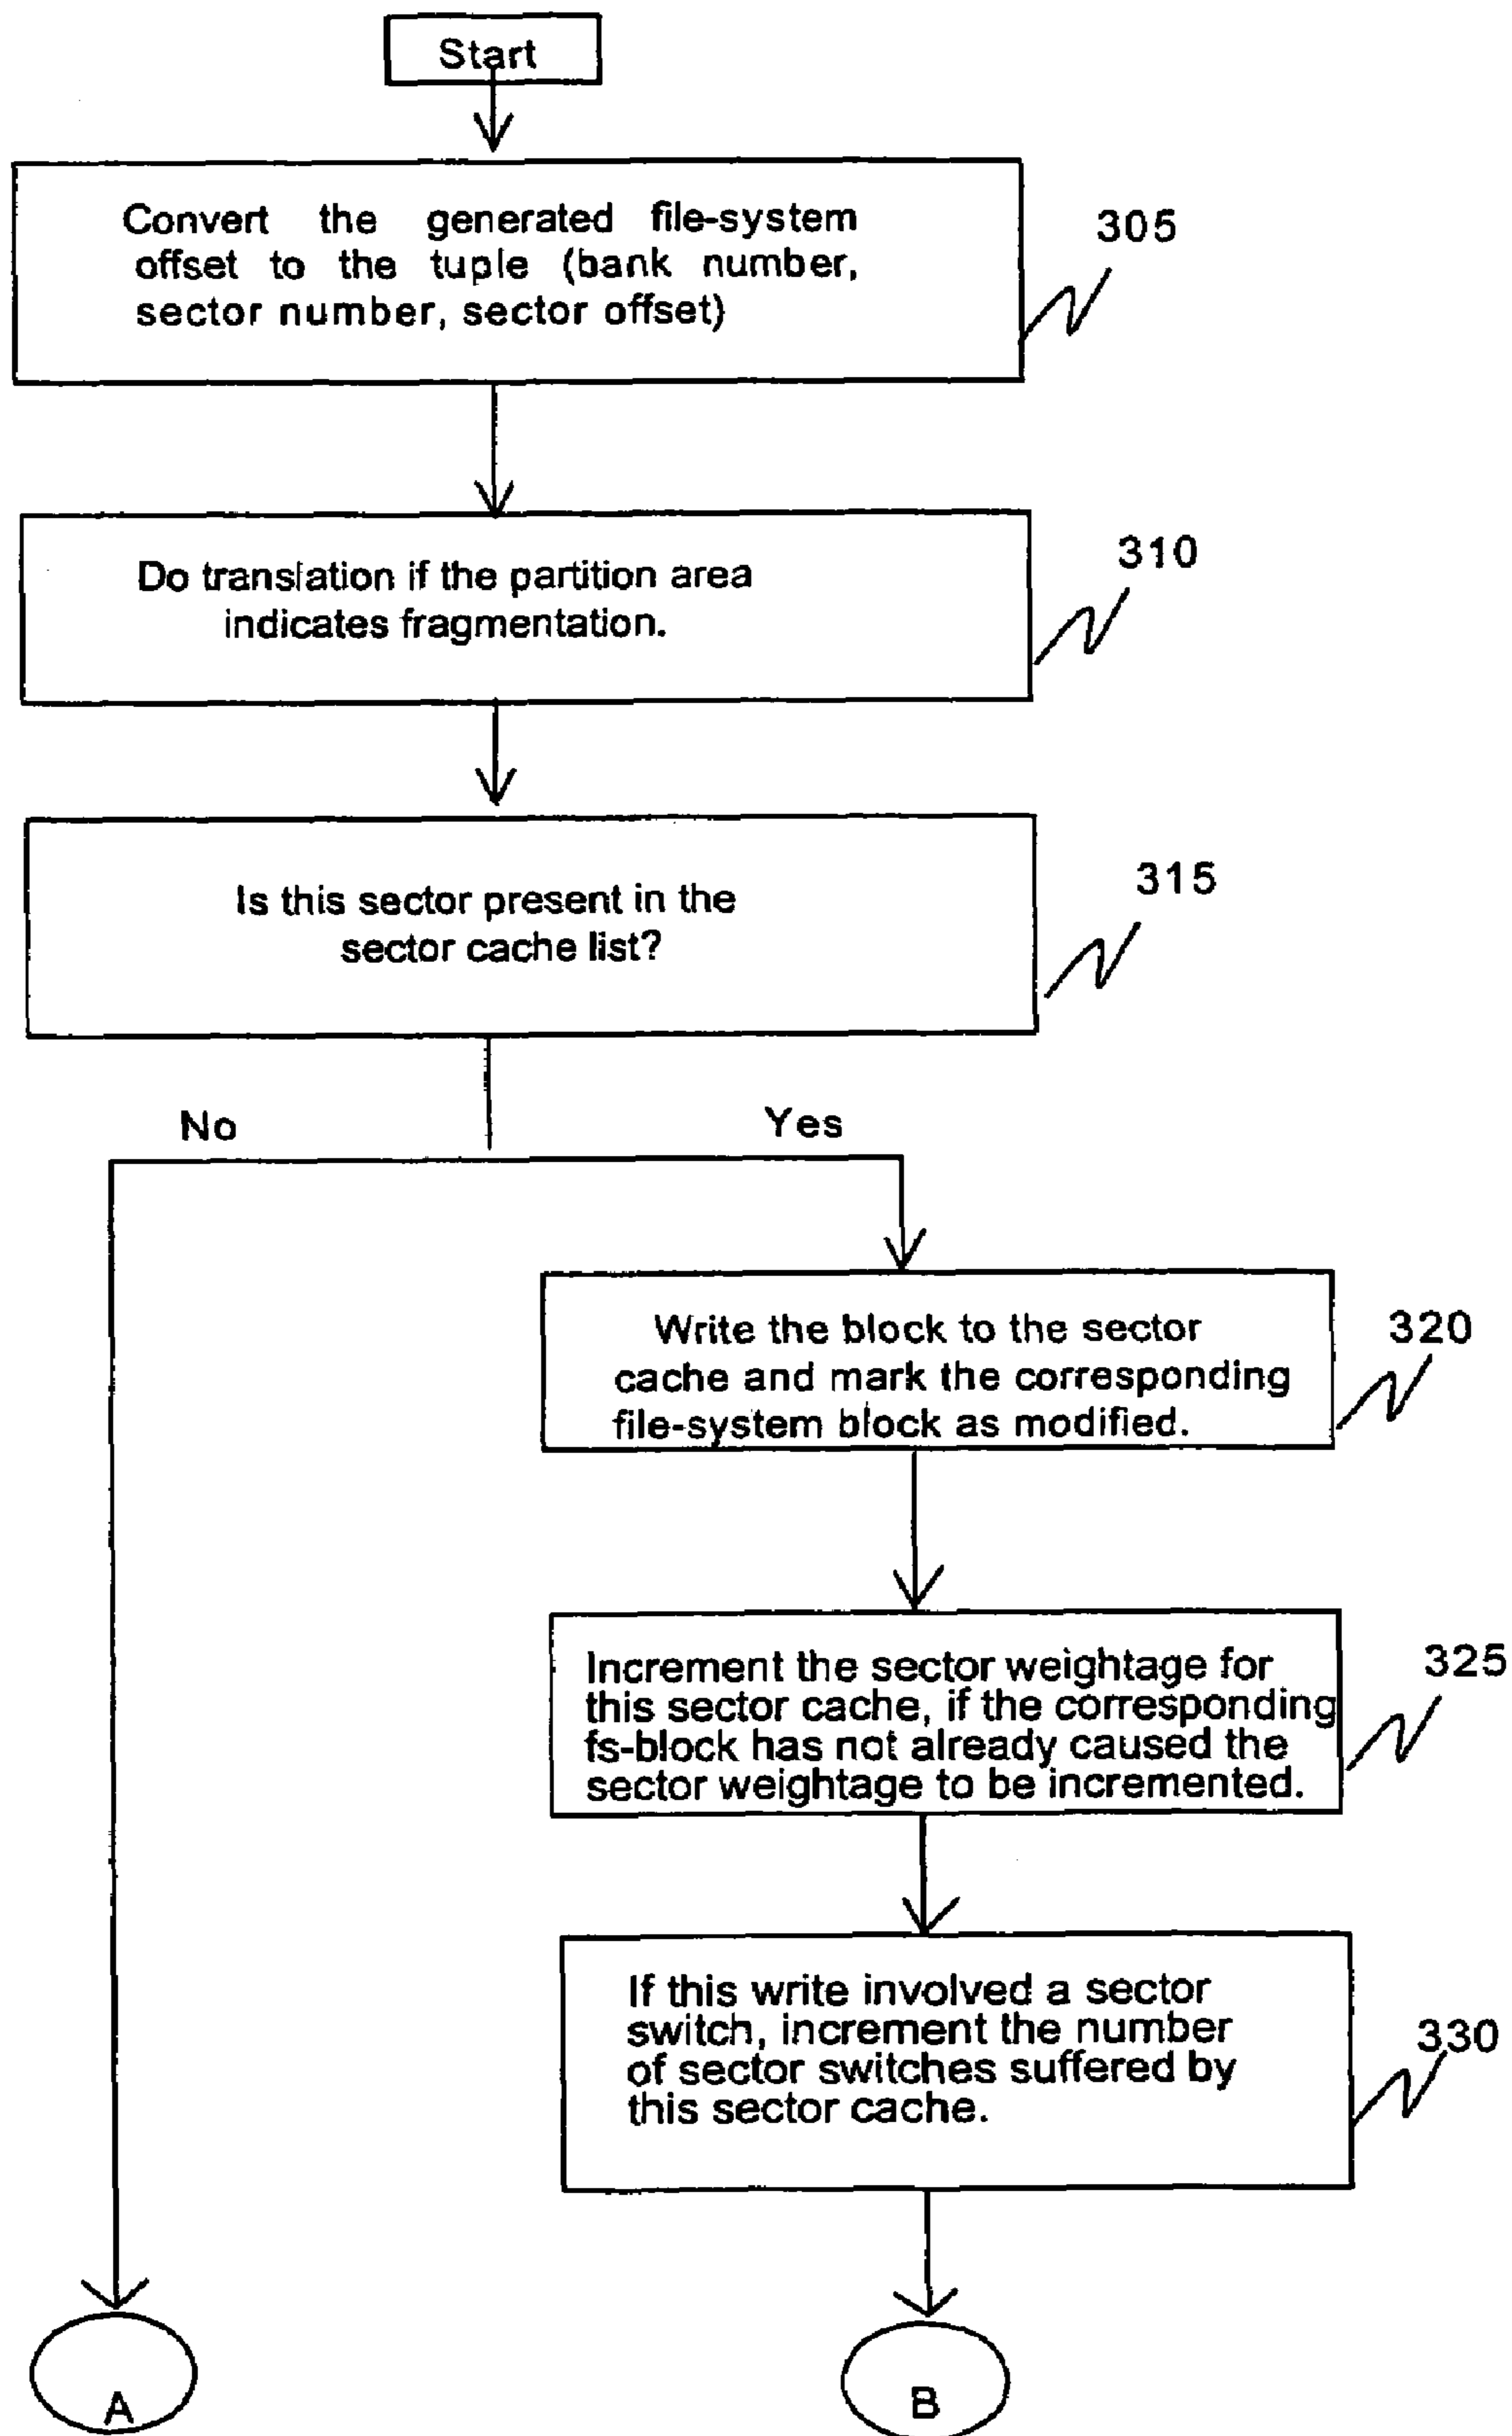 Start
Convert the generated file-system
offset to the tuple (bank number,
sector number, sector offset)
305
Do translation if the partition area
indicates fragmentation.
310
Is this sector present in the
sector cache list?
315
No
Yes
Write the block to the sector
cache and mark the corresponding
file-system block as modified.
320
Increment the sector weightage for
this sector cache, if the corresponding
fs-block has not already caused the
sector weightage to be incremented.
325
If this write involved a sector
switch, increment the number
of sector switches suffered by
this sector cache.
330
A
B